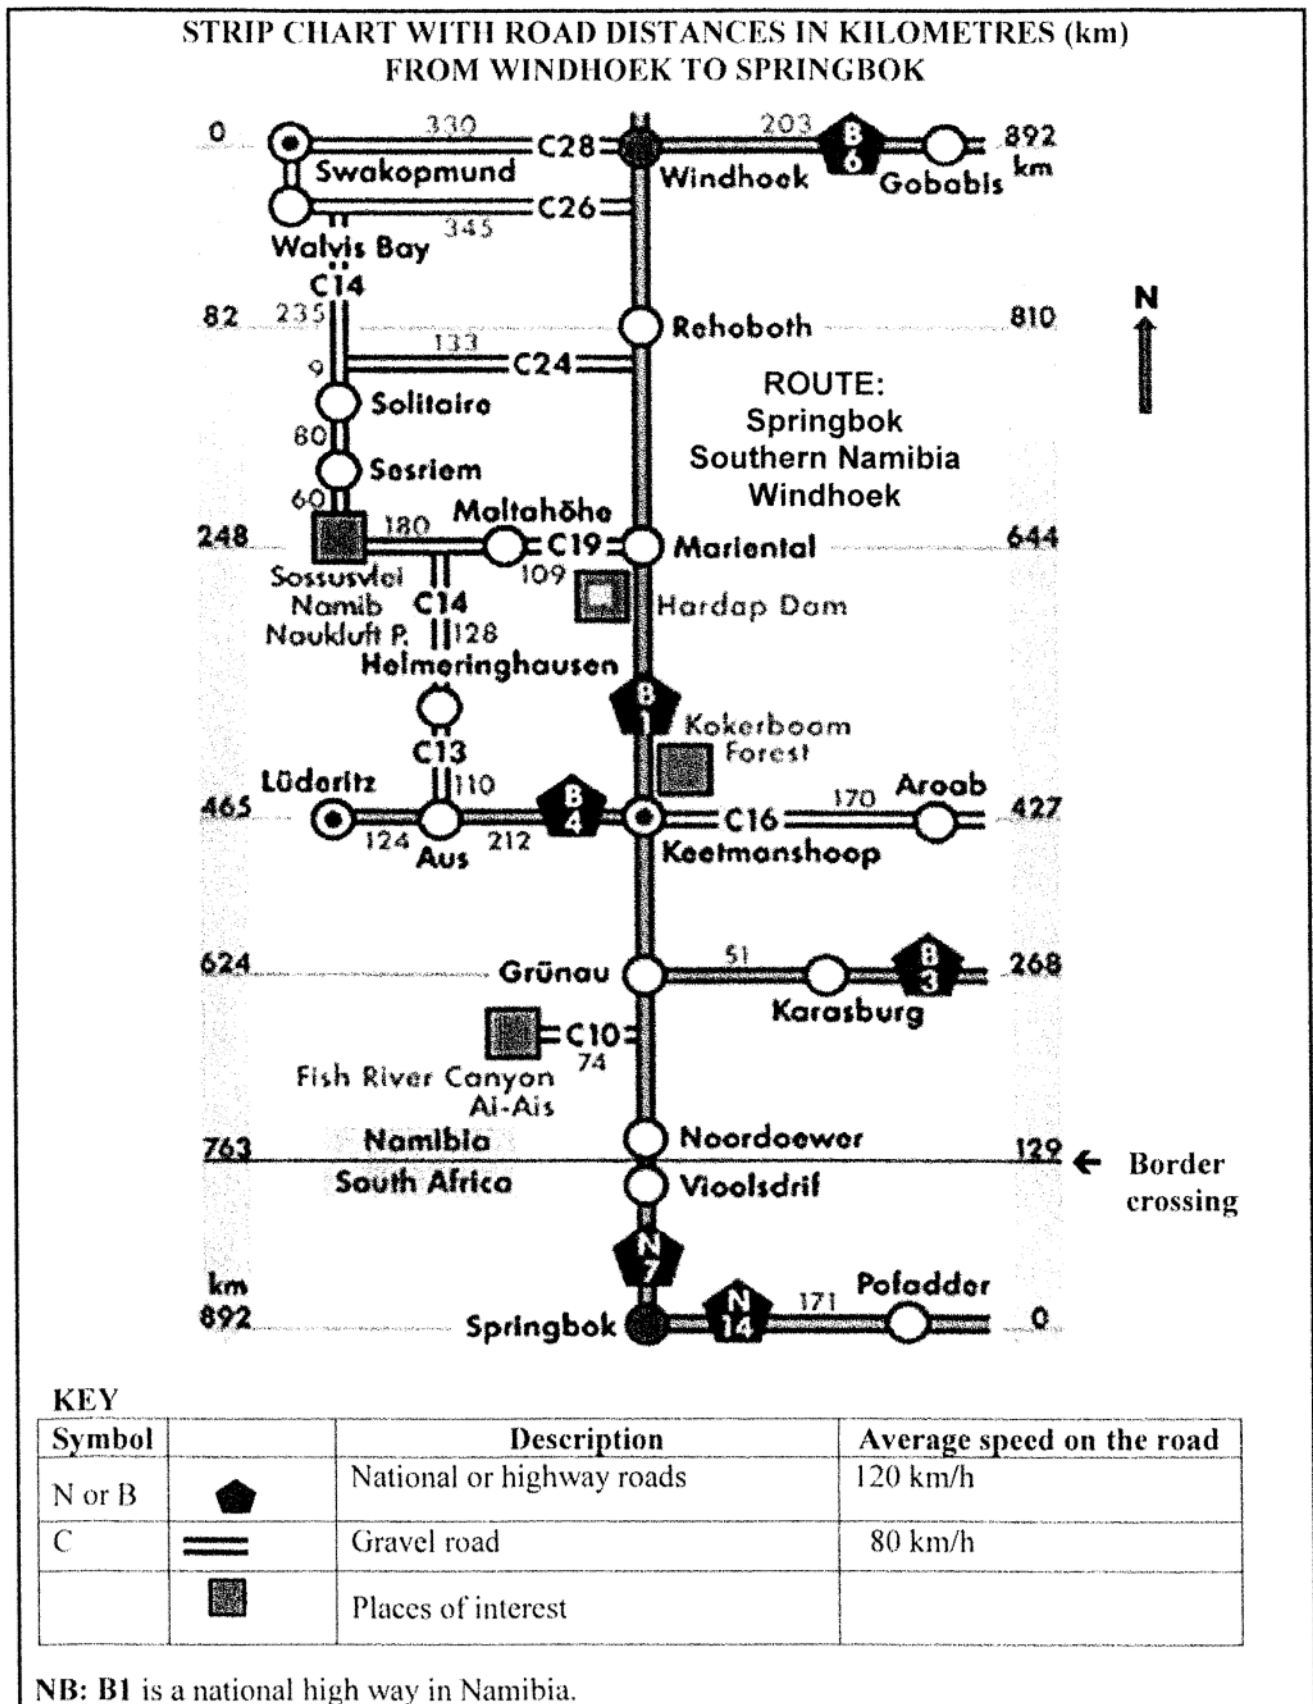 STRIP CHART WITH ROAD DISTANCES IN KILOMETRES (km)
FROM WINDHOEK TO SPRINGBOK
0
330
C28
203
B
6
892
km
Swakopmund
Windhoek
Gobabis
C26
345
Walvis Bay
C14
235
82
Rehoboth
810
N
133
C24
9
Solitaire
ROUTE:
Springbok
Southern Namibia
Windhoek
80
Sesriem
60
Maltahöhe
248
180
C19
Mariental
644
109
Sossusvlei
Namib
Naukluft P.
C14
Hardap Dam
128
Helmeringhausen
B
1
Kokerboom
Forest
C13
Lüderitz
110
B
4
Aroab
465
170
C16
427
124
Aus
212
Keetmanshoop
624
Grünau
51
B
3
268
Karasburg
C10
74
Fish River Canyon
Ai-Ais
Namibia
Noordoewer
763
129
← Border
crossing
South Africa
Vioolsdrif
N
7
km
892
Springbok
N
14
171
Pofadder
0
KEY
Symbol Description Average speed on the road
N or B National or highway roads 120 km/h
C Gravel road 80 km/h
Places of interest
NB: B1 is a national high way in Namibia.